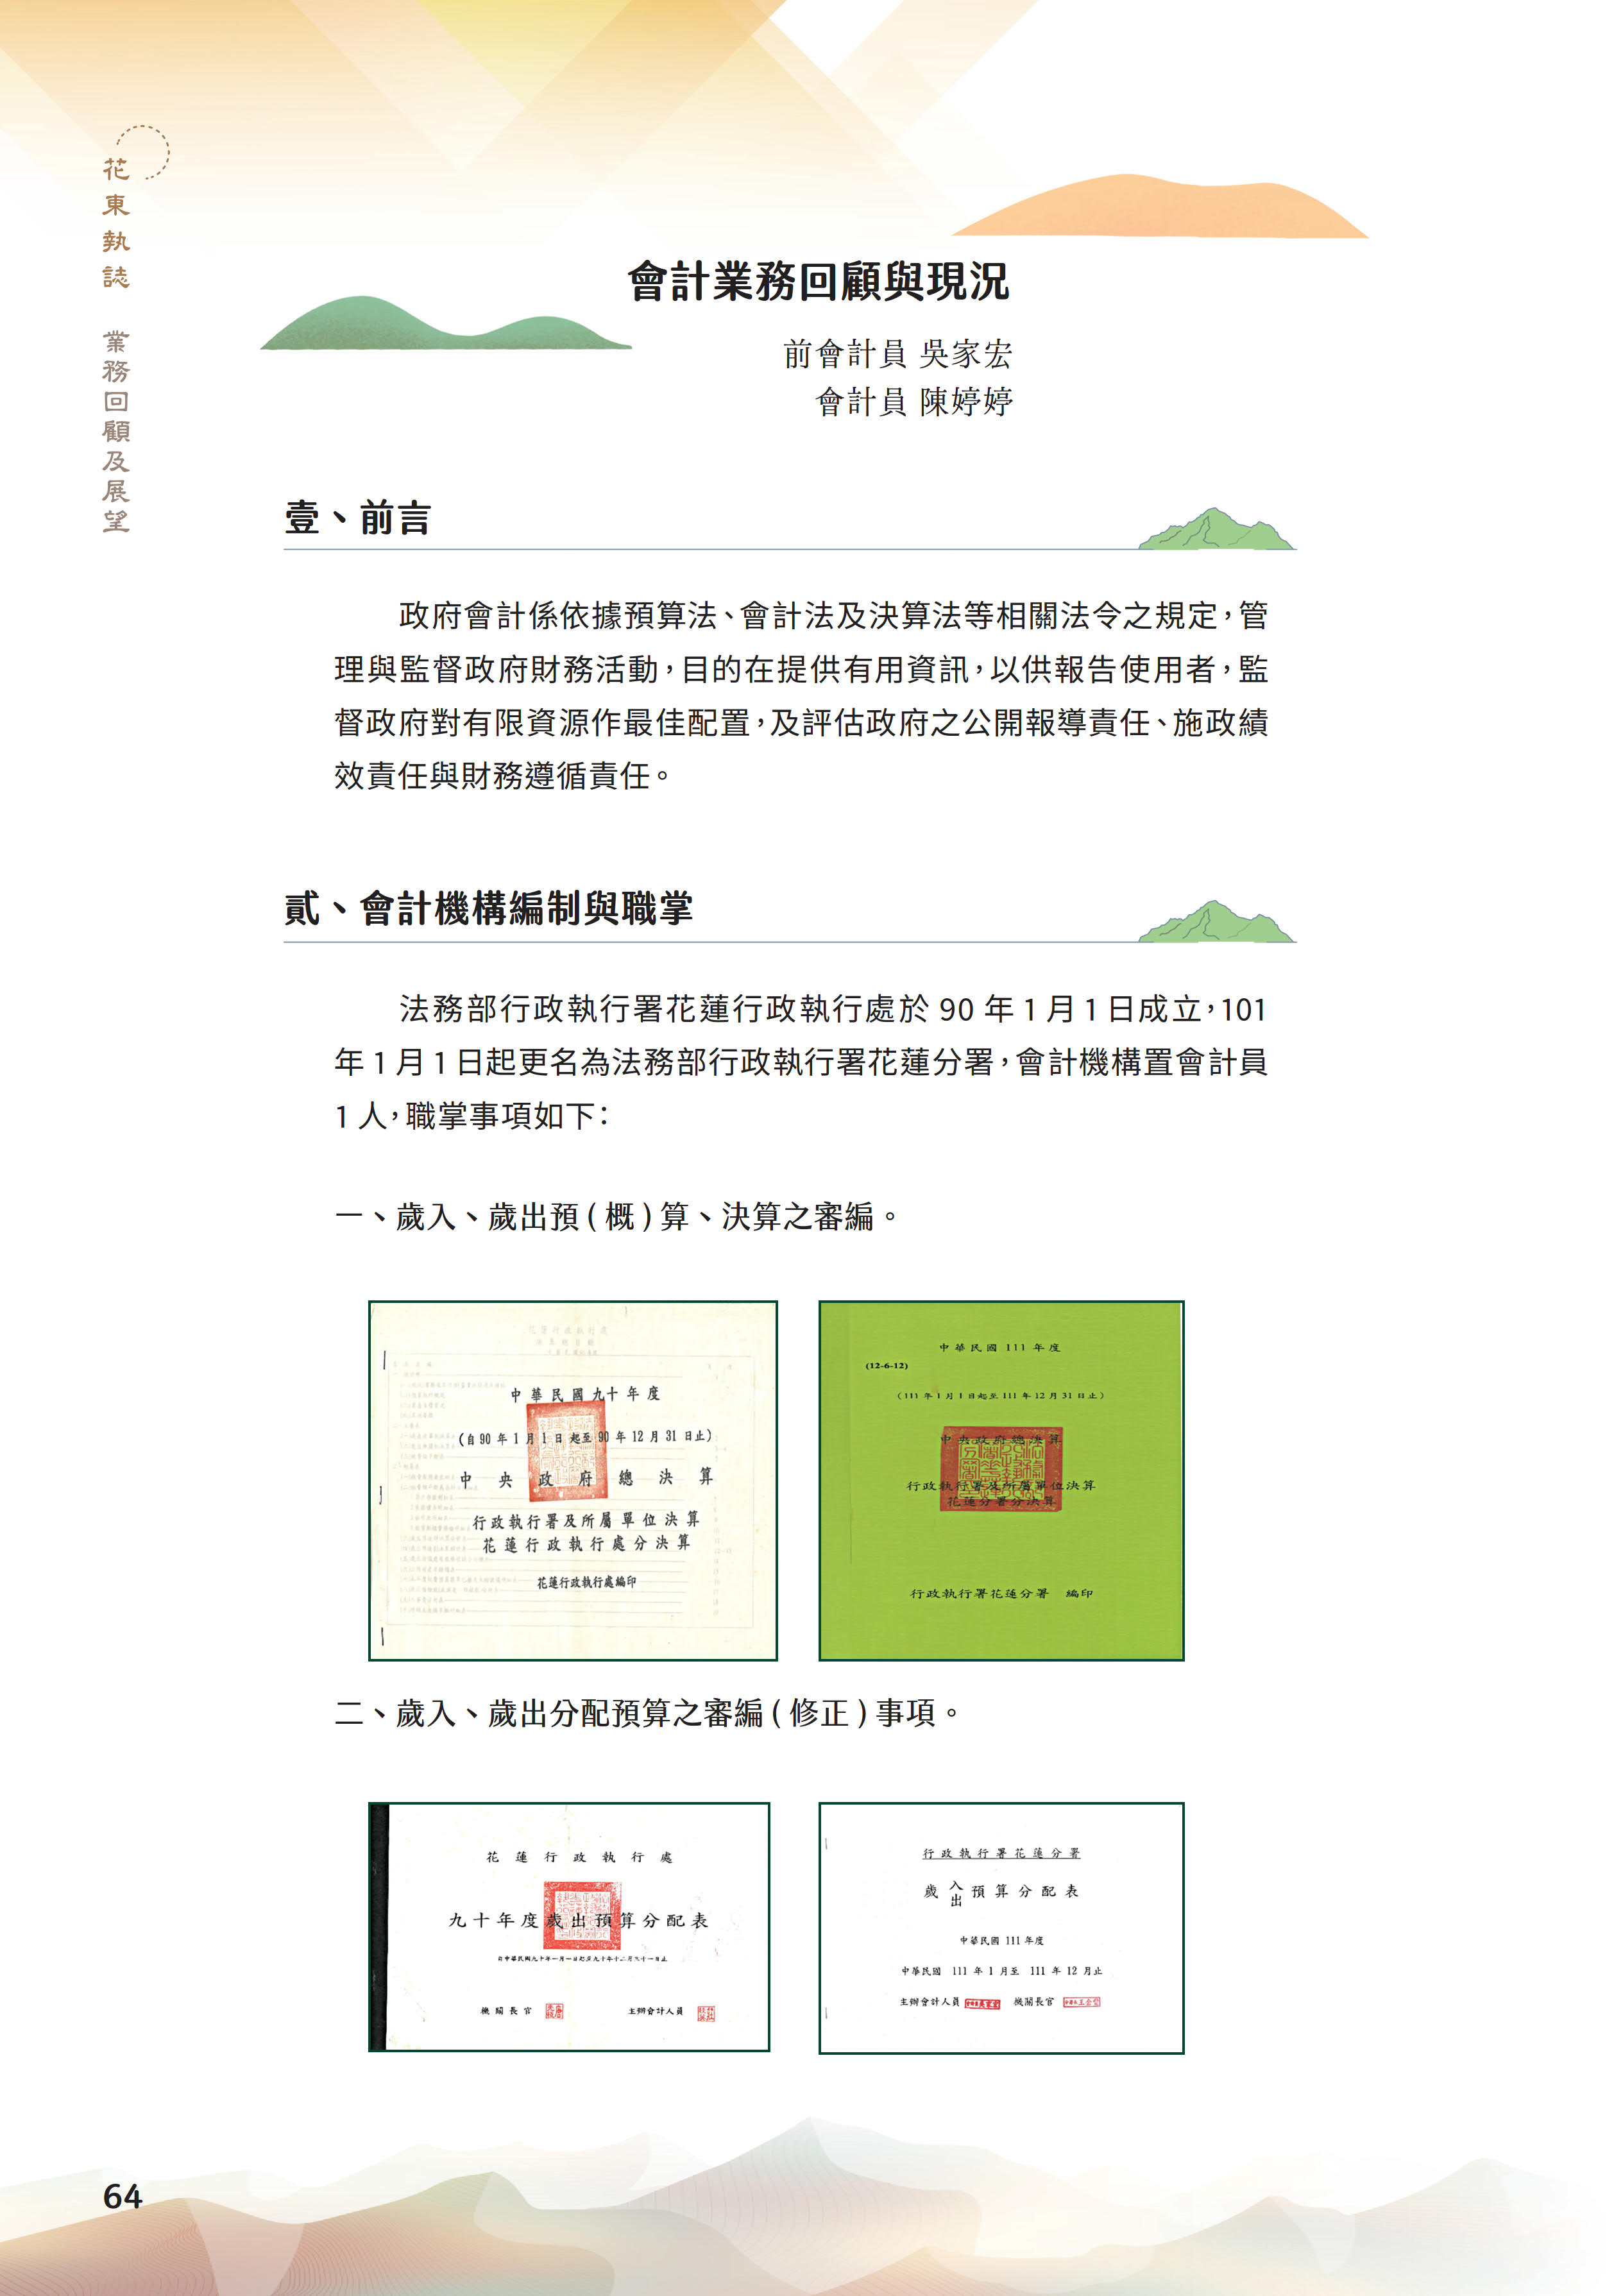 花東執誌　業務回顧及展望
會計業務回顧與現況
前會計員 吳家宏
會計員 陳婷婷
壹、前言
政府會計係依據預算法、會計法及決算法等相關法令之規定，管
理與監督政府財務活動，目的在提供有用資訊，以供報告使用者，監
督政府對有限資源作最佳配置，及評估政府之公開報導責任、施政績
效責任與財務遵循責任。
貳、會計機構編制與職掌
法務部行政執行署花蓮行政執行處於 90 年 1 月 1 日成立，101
年 1 月 1 日起更名為法務部行政執行署花蓮分署，會計機構置會計員
1 人，職掌事項如下：
一、歲入、歲出預 ( 概 ) 算、決算之審編。
中華民國九十年度
(自 90 年 1 月 1 日 起至 90 年 12 月 31 日止)
中央政府總決算
行政執行署及所屬單位決算
花蓮行政執行處分決算
花蓮行政執行處編印
中華民國 111 年度
(12-6-12)
(111 年 1 月 1 日起至 111 年 12 月 31 日止)
中央政府總決算
行政執行署及所屬單位決算
花蓮分署分決算
行政執行署花蓮分署　編印
二、歲入、歲出分配預算之審編 ( 修正 ) 事項。
花蓮行政執行處
九十年度歲出預算分配表
自中華民國九十年一月一日起至九十年十二月三十一日止
機關長官　主辦會計人員
行政執行署花蓮分署
歲入出預算分配表
中華民國 111 年度
中華民國 111 年 1 月至 111 年 12 月止
主辦會計人員　機關長官
64